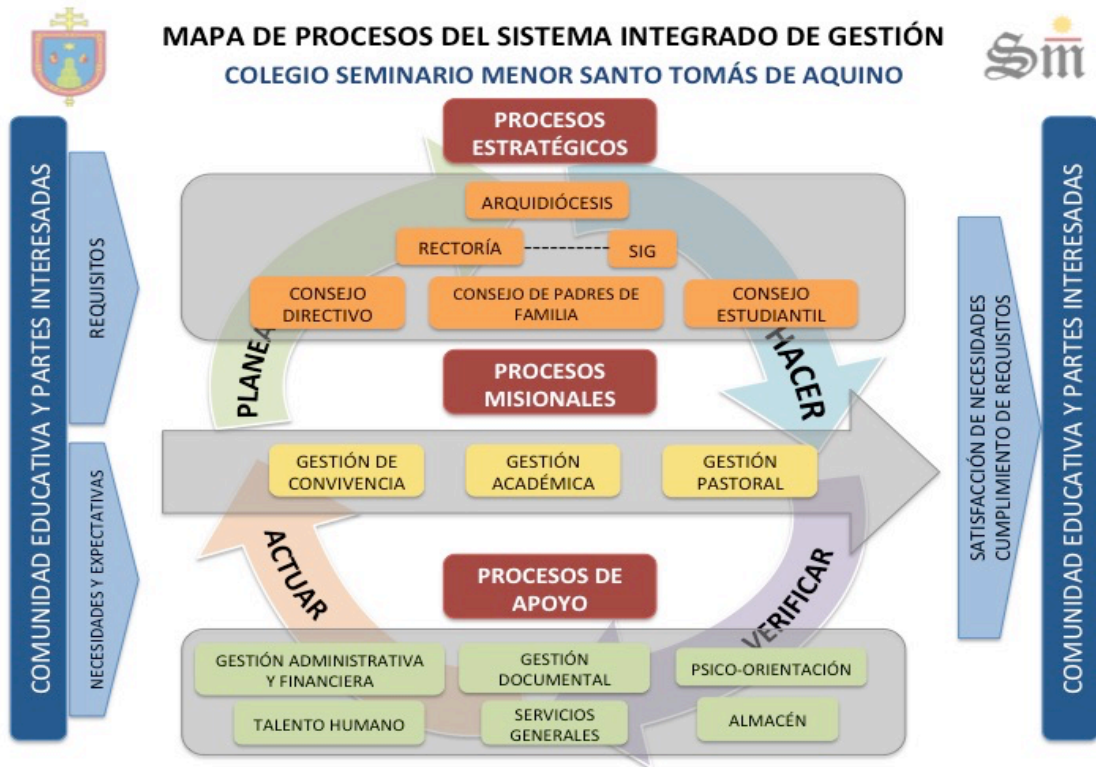 MAPA DE PROCESOS DEL SISTEMA INTEGRADO DE GESTIÓN
COLEGIO SEMINARIO MENOR SANTO TOMÁS DE AQUINO
Sm
COMUNIDAD EDUCATIVA Y PARTES INTERESADAS
REQUISITOS
NECESIDADES Y EXPECTATIVAS
PROCESOS
ESTRATÉGICOS
ARQUIDIÓCESIS
RECTORÍA
SIG
CONSEJO
DIRECTIVO
CONSEJO DE PADRES DE
FAMILIA
CONSEJO
ESTUDIANTIL
PLANEA
HACER
PROCESOS
MISIONALES
GESTIÓN DE
CONVIVENCIA
GESTIÓN
ACADÉMICA
GESTIÓN
PASTORAL
ACTUAR
VERIFICAR
PROCESOS DE
APOYO
GESTIÓN ADMINISTRATIVA
Y FINANCIERA
GESTIÓN
DOCUMENTAL
PSICO-ORIENTACIÓN
TALENTO HUMANO
SERVICIOS
GENERALES
ALMACÉN
SATISFACCIÓN DE NECESIDADES
CUMPLIMIENTO DE REQUISITOS
COMUNIDAD EDUCATIVA Y PARTES INTERESADAS